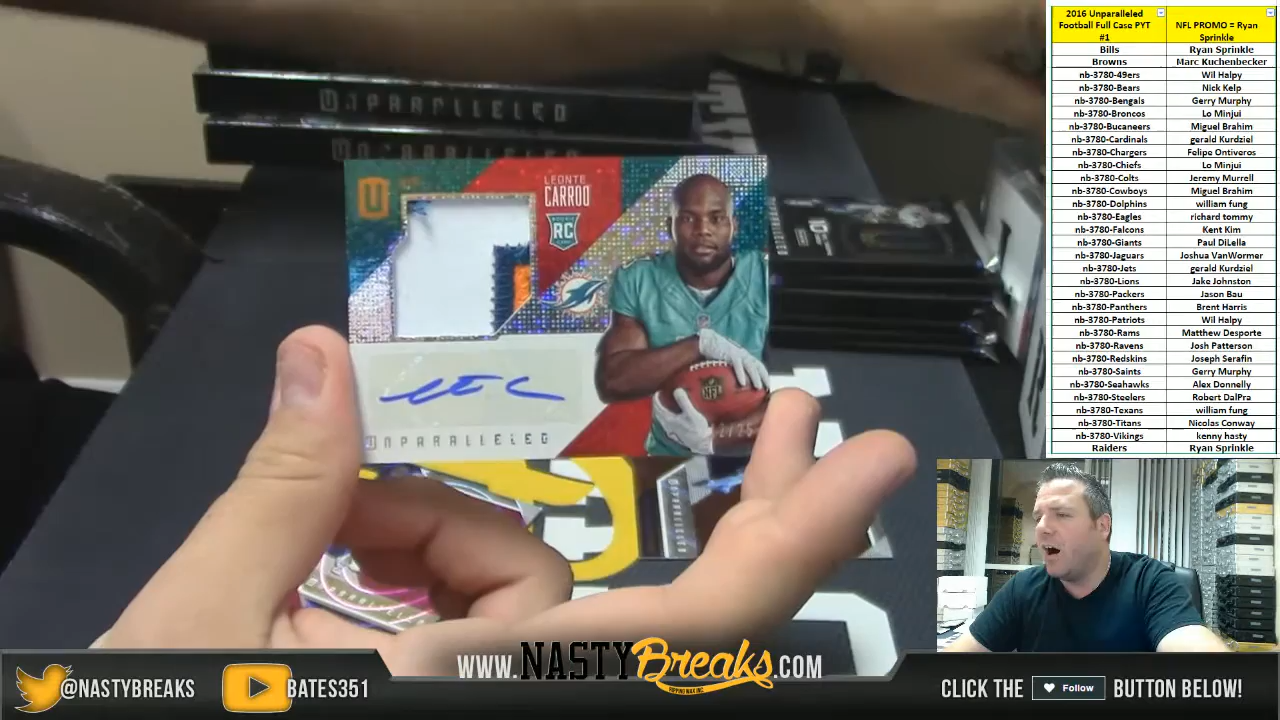 UNPARALLELED
UNPARALLELED
U
LEONTE
CARROO
ROOKIE
RC
NFL
12/25
UNPARALLELED
2016 Unparalleled
Football Full Case PYT
#1
NFL PROMO = Ryan
Sprinkle
Bills Ryan Sprinkle
Browns Marc Kuchenbecker
nb-3780-49ers Wil Halpy
nb-3780-Bears Nick Kelp
nb-3780-Bengals Gerry Murphy
nb-3780-Broncos Lo Minjui
nb-3780-Bucaneers Miguel Brahim
nb-3780-Cardinals gerald Kurdziel
nb-3780-Chargers Felipe Ontiveros
nb-3780-Chiefs Lo Minjui
nb-3780-Colts Jeremy Murrell
nb-3780-Cowboys Miguel Brahim
nb-3780-Dolphins william fung
nb-3780-Eagles richard tommy
nb-3780-Falcons Kent Kim
nb-3780-Giants Paul DiLella
nb-3780-Jaguars Joshua VanWormer
nb-3780-Jets gerald Kurdziel
nb-3780-Lions Jake Johnston
nb-3780-Packers Jason Bau
nb-3780-Panthers Brent Harris
nb-3780-Patriots Wil Halpy
nb-3780-Rams Matthew Desporte
nb-3780-Ravens Josh Patterson
nb-3780-Redskins Joseph Serafin
nb-3780-Saints Gerry Murphy
nb-3780-Seahawks Alex Donnelly
nb-3780-Steelers Robert DalPra
nb-3780-Texans william fung
nb-3780-Titans Nicolas Conway
nb-3780-Vikings kenny hasty
Raiders Ryan Sprinkle
@NASTYBREAKS
BATES351
WWW.NASTYBreaks.COM
RIPPING WAX INC
CLICK THE Follow BUTTON BELOW!